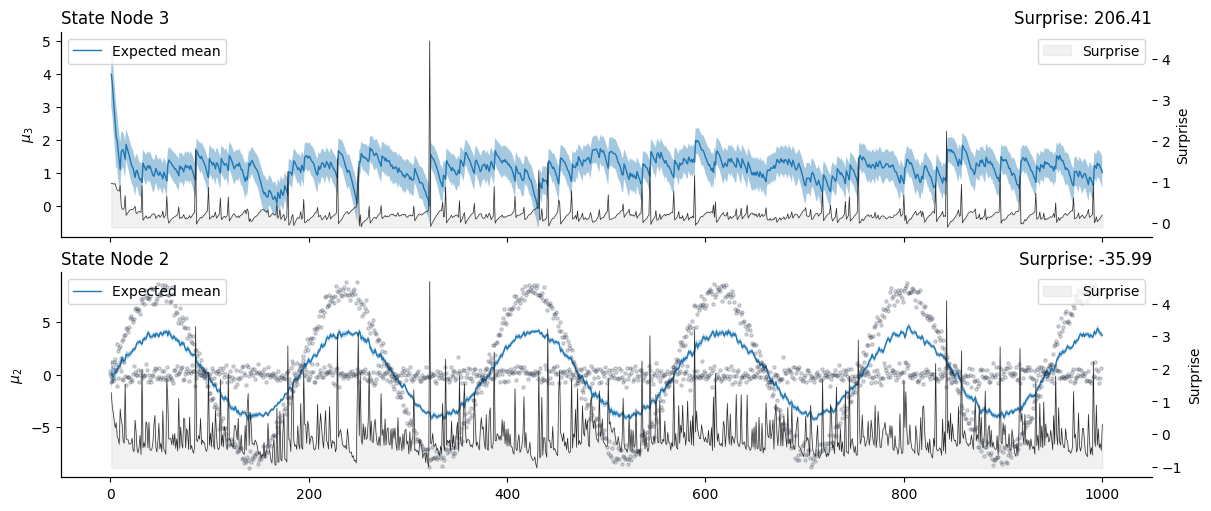 State Node 3
Surprise: 206.41
Expected mean
Surprise
5
4
3
2
1
0
4
3
2
1
0
μ3
Surprise
State Node 2
Surprise: -35.99
Expected mean
Surprise
5
0
−5
4
3
2
1
0
−1
μ2
Surprise
0
200
400
600
800
1000